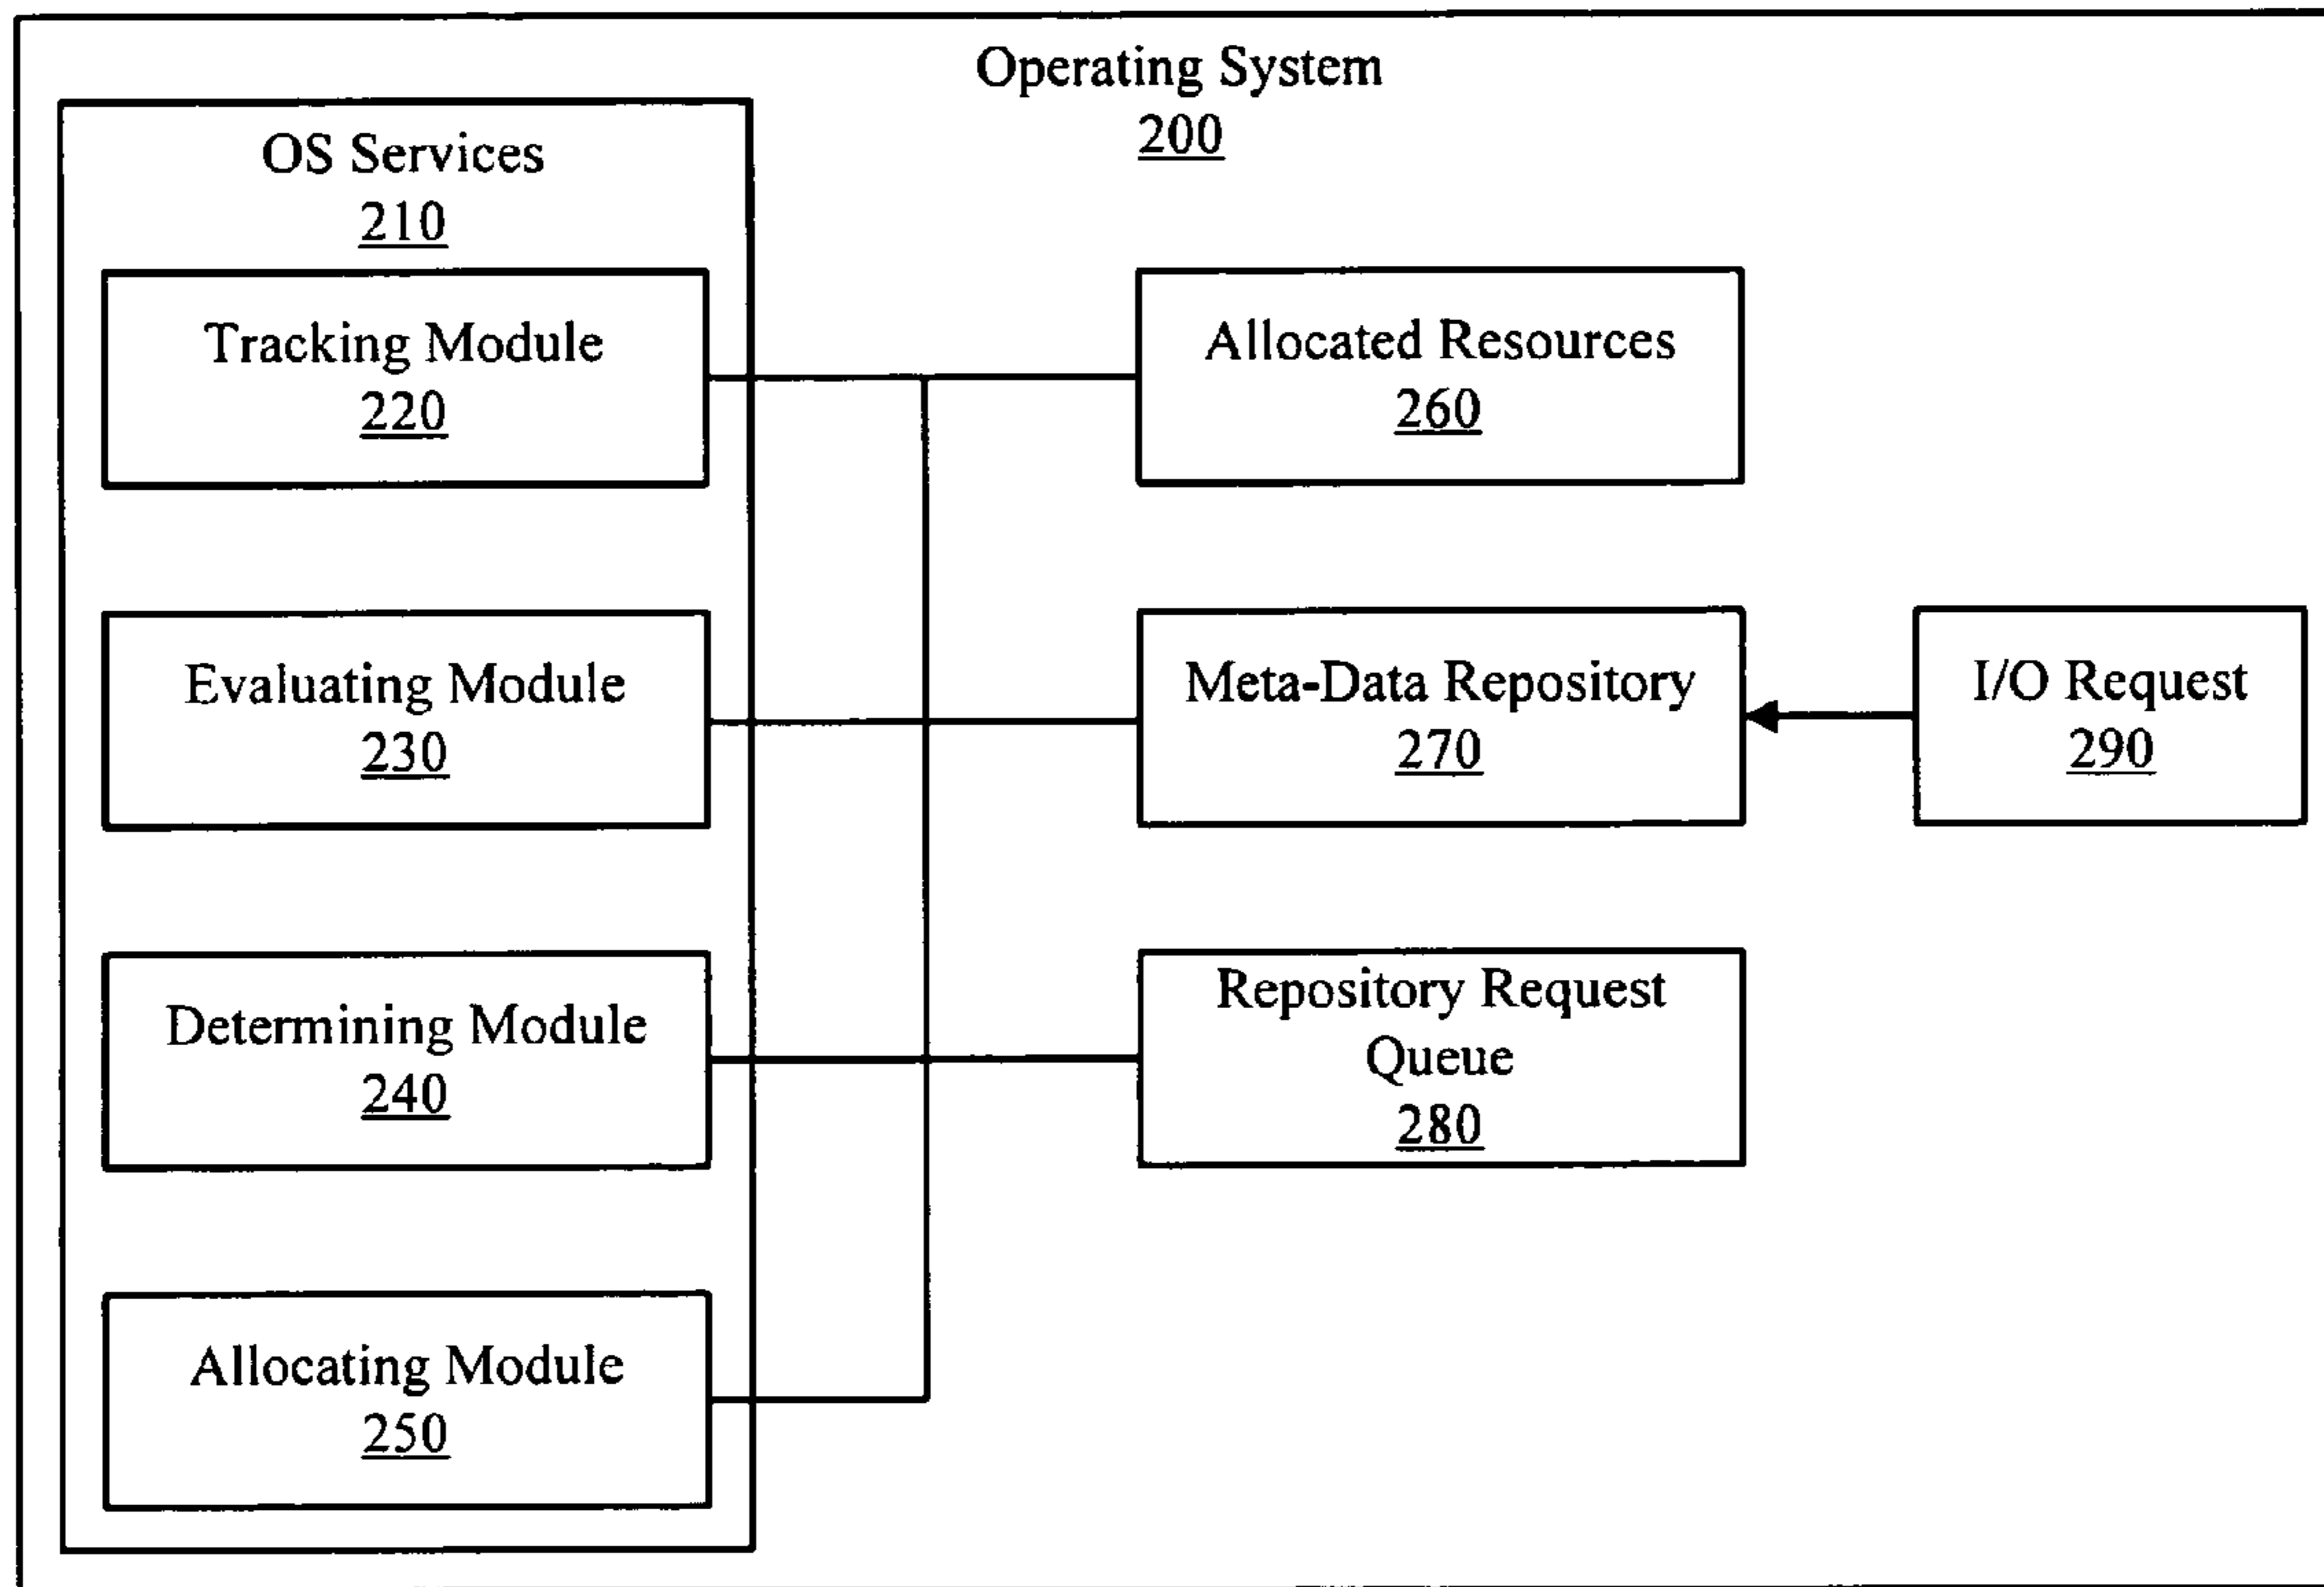 Operating System
200
OS Services
210
Tracking Module
220
Allocated Resources
260
Evaluating Module
230
Meta-Data Repository
270
I/O Request
290
Determining Module
240
Repository Request
Queue
280
Allocating Module
250